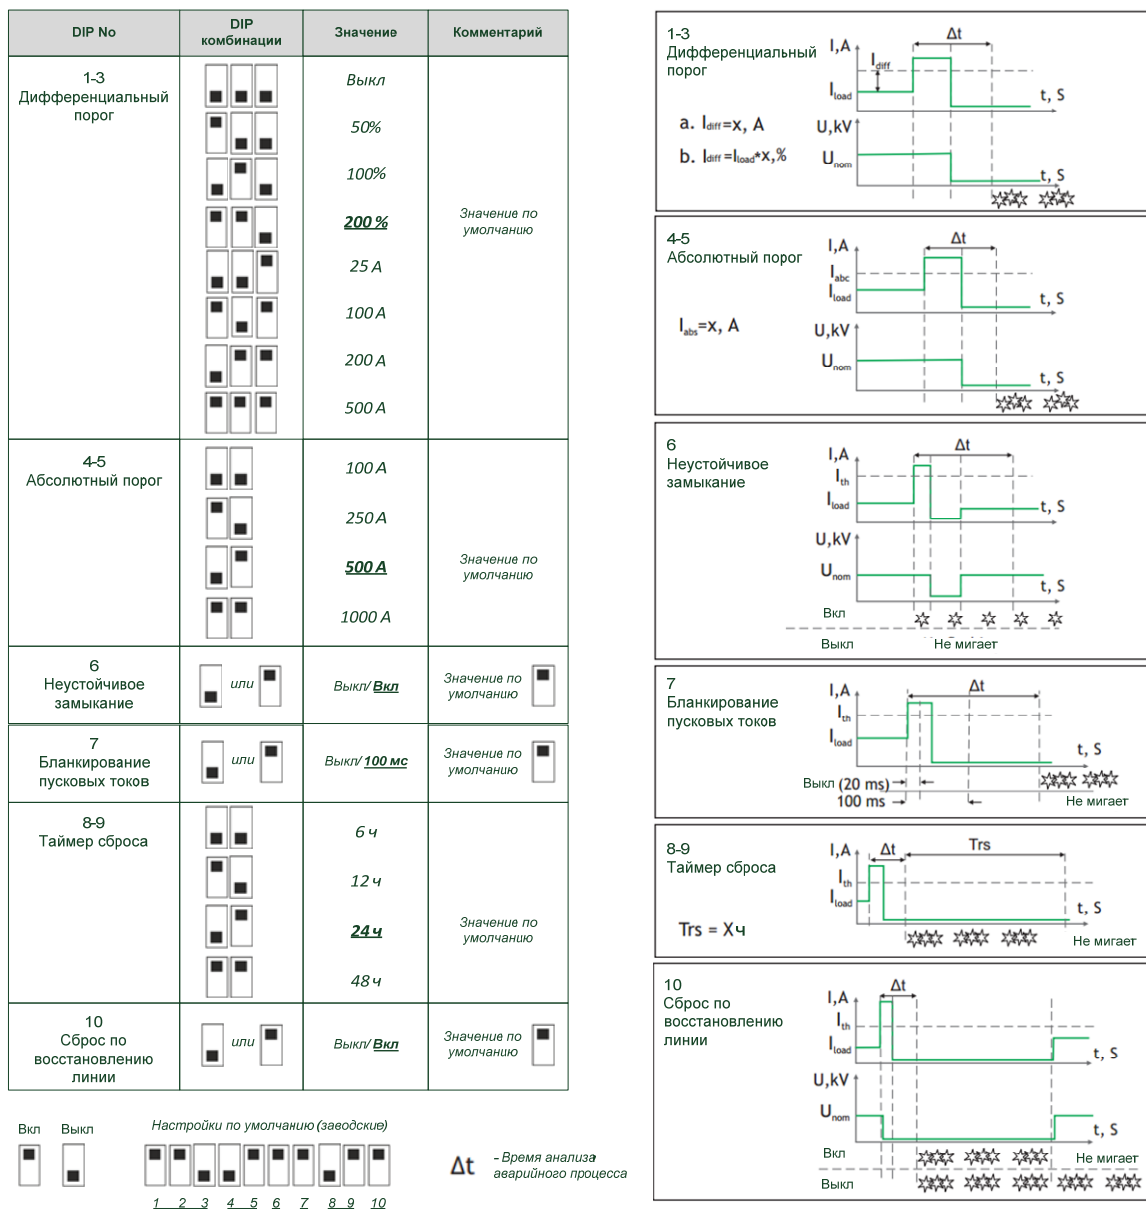 DIP No
DIP
комбинации
Значение
Комментарий
1-3
Дифференциальный
порог
Выкл
50%
100%
200 %
25 А
100 А
200 А
500 А
Значение по
умолчанию
4-5
Абсолютный порог
100 А
250 А
500 А
1000 А
Значение по
умолчанию
6
Неустойчивое
замыкание
или
Выкл/ Вкл
Значение по
умолчанию
7
Бланкирование
пусковых токов
или
Выкл/ 100 мс
Значение по
умолчанию
8-9
Таймер сброса
6 ч
12 ч
24 ч
48 ч
Значение по
умолчанию
10
Сброс по
восстановлению
линии
или
Выкл/ Вкл
Значение по
умолчанию
Вкл
Выкл
Настройки по умолчанию (заводские)
1 2 3 4 5 6 7 8 9 10
Δt
- Время анализа
аварийного процесса
1-3
Дифференциальный
порог
a. Idiff=x, A
b. Idiff=Iload*x,%
I,A
Δt
Idiff
Iload
t, S
U,kV
Unom
t, S
4-5
Абсолютный порог
Iabs=x, A
I,A
Δt
Iabc
Iload
t, S
U,kV
Unom
t, S
6
Неустойчивое
замыкание
I,A
Δt
Ith
Iload
t, S
U,kV
Unom
t, S
Вкл
Выкл
Не мигает
7
Бланкирование
пусковых токов
I,A
Δt
Ith
Iload
t, S
Выкл (20 ms)
100 ms
Не мигает
8-9
Таймер сброса
Trs = Xч
I,A
Δt
Trs
Ith
Iload
t, S
Не мигает
10
Сброс по
восстановлению
линии
I,A
Δt
Ith
Iload
t, S
U,kV
Unom
t, S
Вкл
Не мигает
Выкл